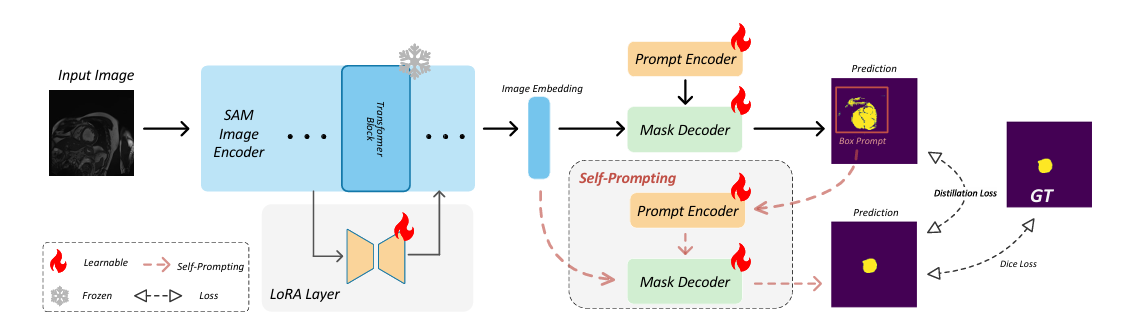 Input Image
SAM
Image
Encoder
Transformer
Block
LoRA Layer
Image Embedding
Prompt Encoder
Mask Decoder
Self-Prompting
Prompt Encoder
Mask Decoder
Prediction
Box Prompt
Prediction
Distillation Loss
GT
Dice Loss
Learnable
Self-Prompting
Frozen
Loss